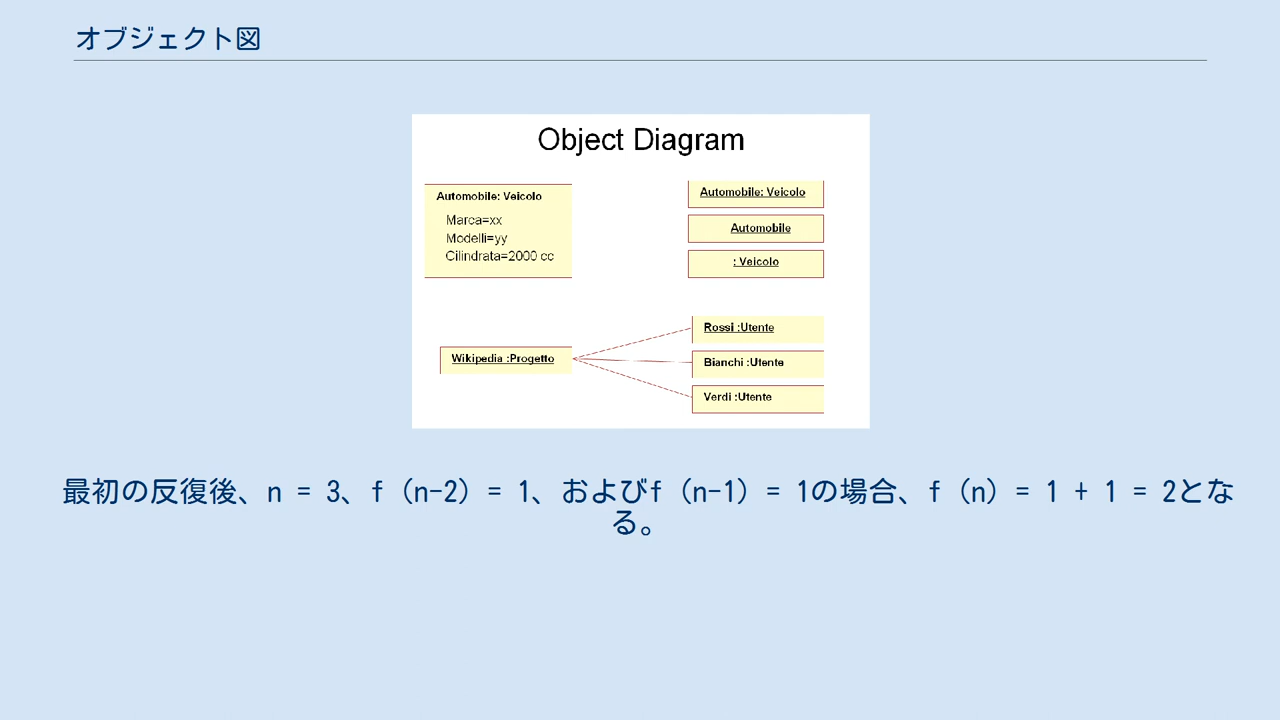 オブジェクト図
Object Diagram
Automobile: Veicolo
Marca=xx
Modelli=yy
Cilindrata=2000 cc
Automobile: Veicolo
Automobile
: Veicolo
Wikipedia :Progetto
Rossi :Utente
Bianchi :Utente
Verdi :Utente
最初の反復後、n = 3、f（n-2）= 1、およびf（n-1）= 1の場合、f（n）= 1 + 1 = 2とな
る。